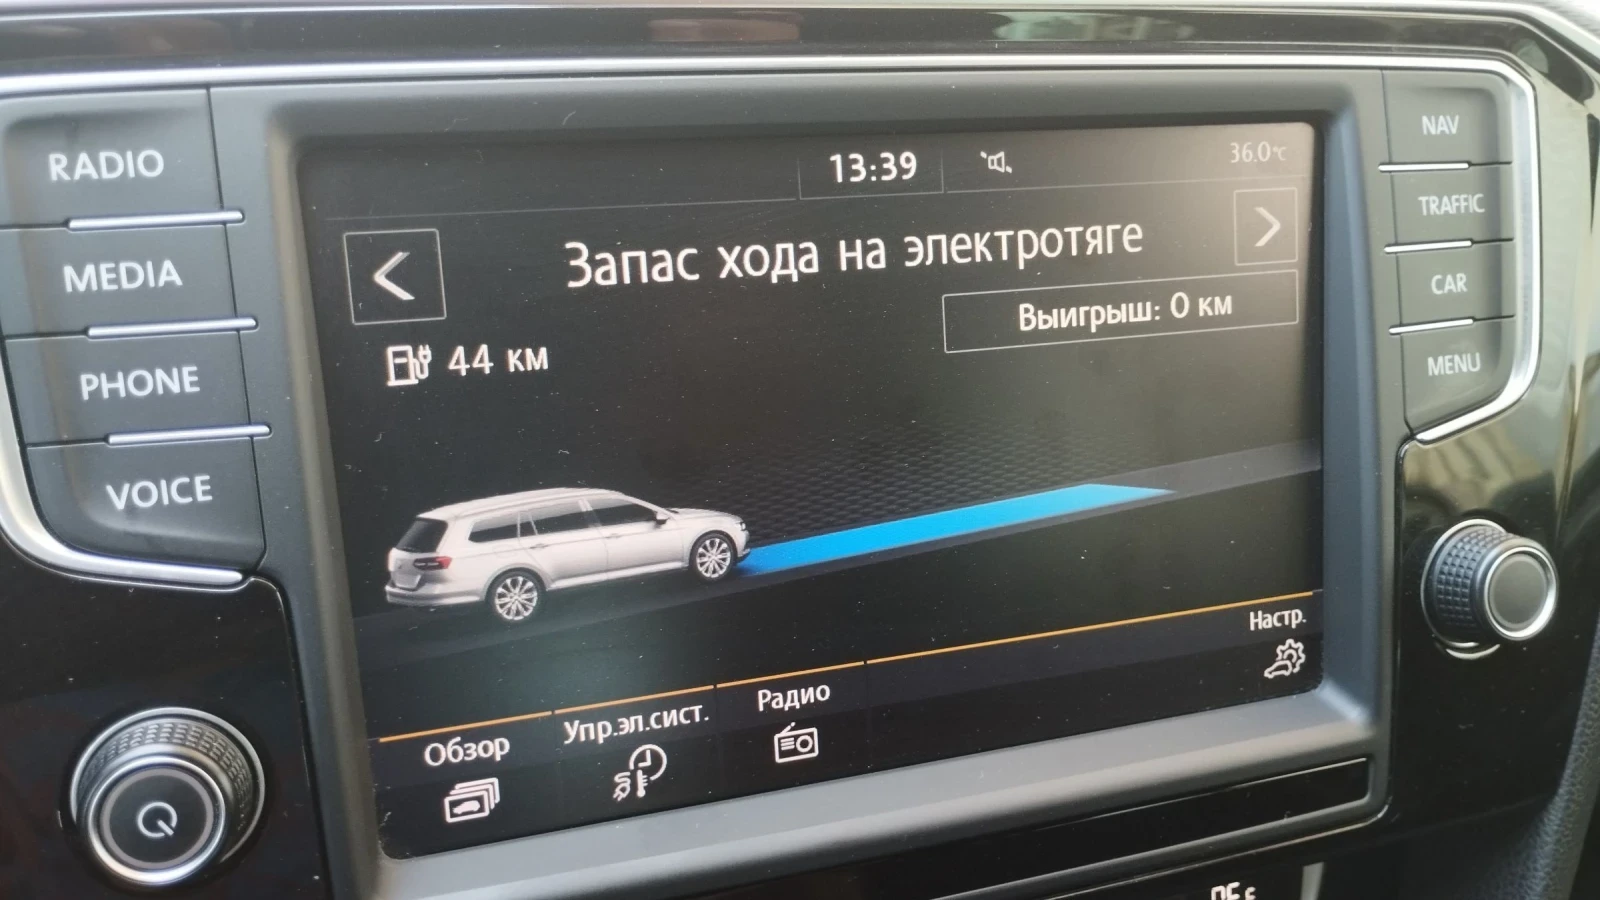 RADIO
MEDIA
PHONE
VOICE
13:39
36.0°C
Запас хода на электротяге
Выигрыш: 0 км
44 км
Настр.
Обзор
Упр.эл.сист.
Радио
NAV
TRAFFIC
CAR
MENU